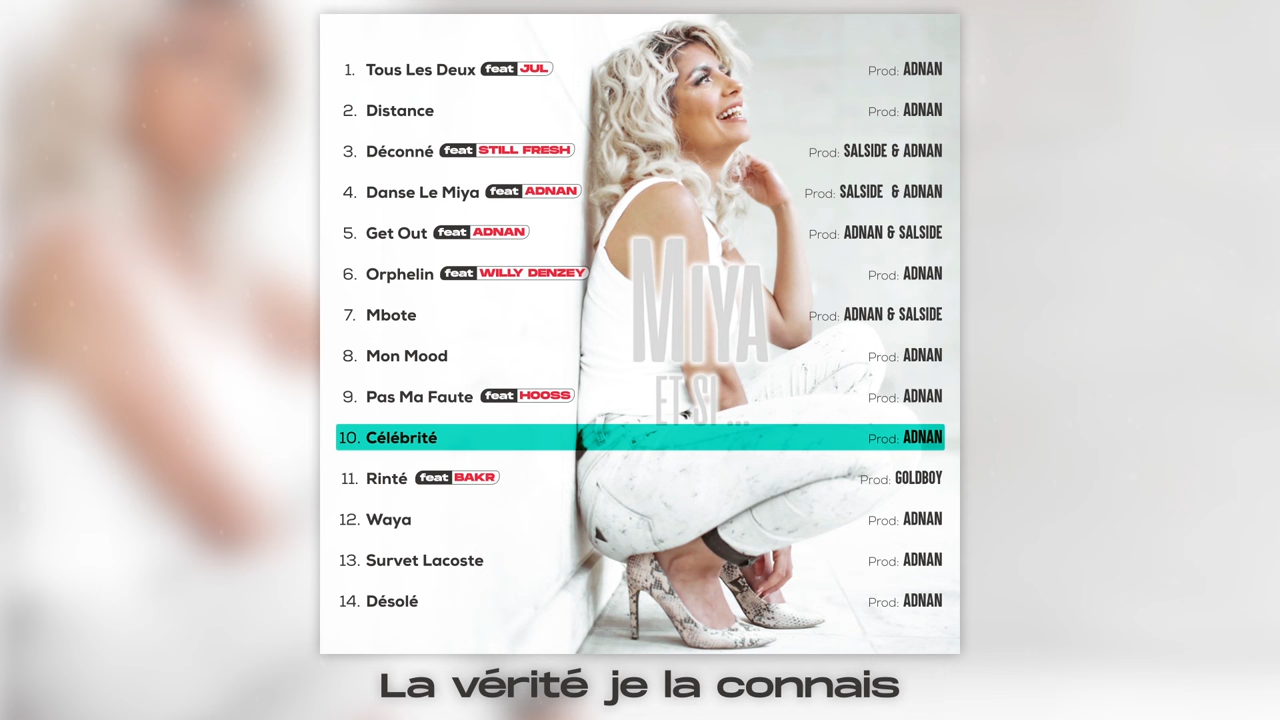 1. Tous Les Deux feat JUL Prod: ADNAN
2. Distance Prod: ADNAN
3. Déconné feat STILL FRESH Prod: SALSIDE & ADNAN
4. Danse Le Miya feat ADNAN Prod: SALSIDE & ADNAN
5. Get Out feat ADNAN Prod: ADNAN & SALSIDE
6. Orphelin feat WILLY DENZEY Prod: ADNAN
7. Mbote Prod: ADNAN & SALSIDE
8. Mon Mood Prod: ADNAN
9. Pas Ma Faute feat HOOSS Prod: ADNAN
10. Célébrité Prod: ADNAN
11. Rinté feat BAKR Prod: GOLDBOY
12. Waya Prod: ADNAN
13. Survet Lacoste Prod: ADNAN
14. Désolé Prod: ADNAN
MIYA
ET SI ...
La vérité je la connais